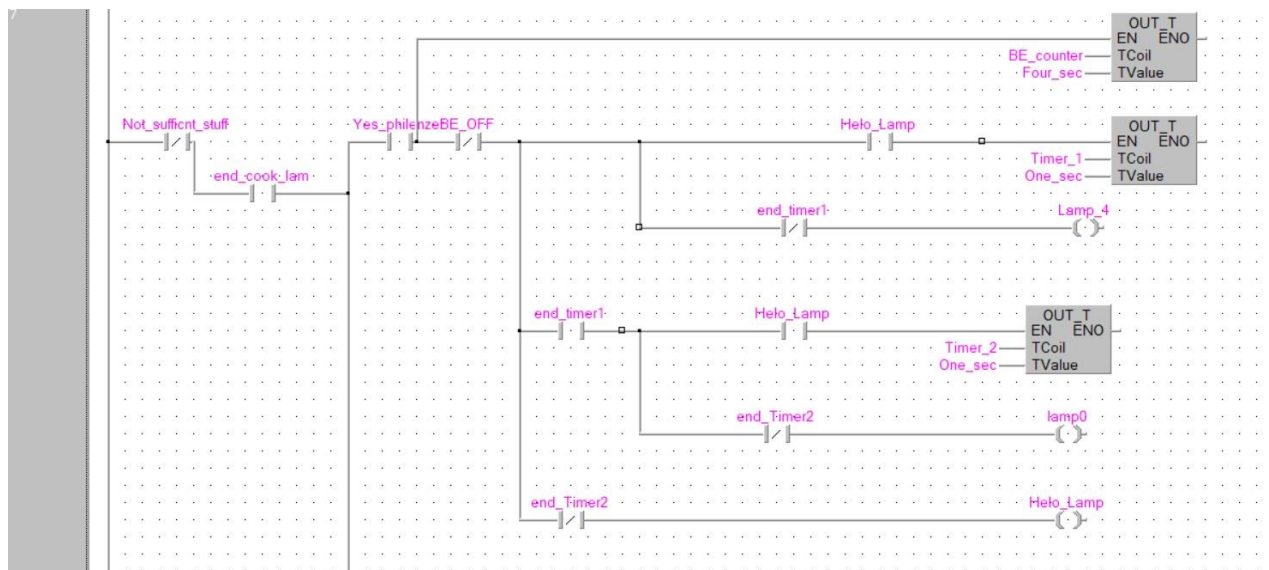 7
OUT_T
EN ENO
BE_counter TCoil
Four_sec TValue
Not_sufficnt_stuff Yes_philenze BE_OFF Helo_Lamp OUT_T
EN ENO
Timer_1 TCoil
end_cook_lam One_sec TValue
end_timer1 Lamp_4
end_timer1 Helo_Lamp OUT_T
EN ENO
Timer_2 TCoil
One_sec TValue
end_Timer2 lamp0
end_Timer2 Helo_Lamp